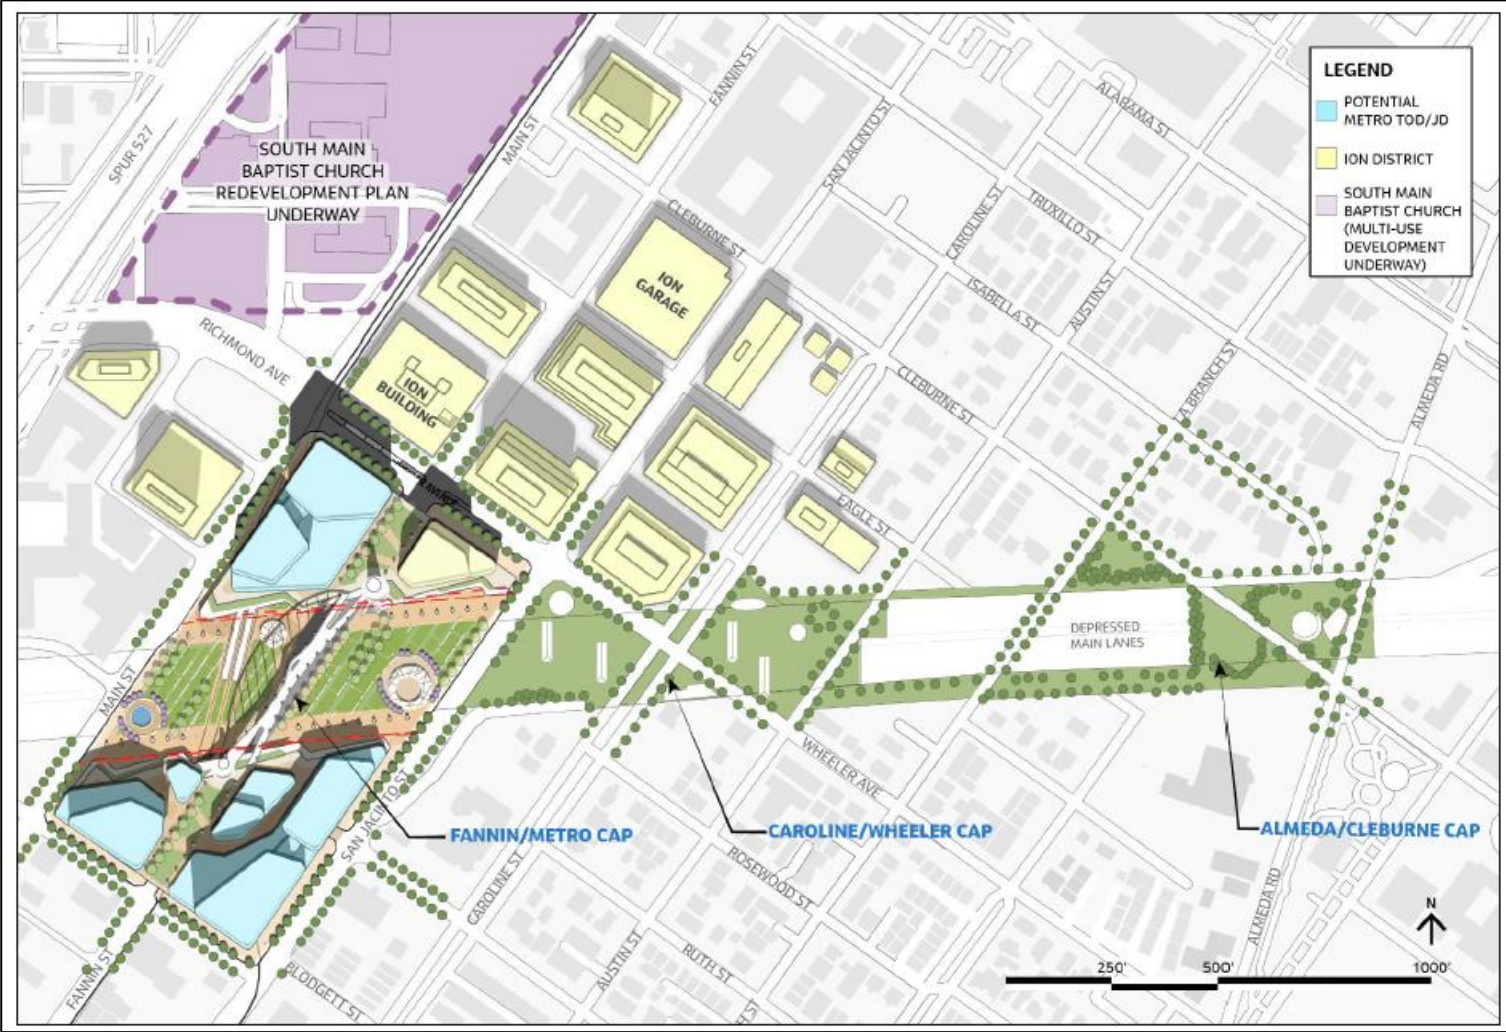 LEGEND
POTENTIAL
METRO TOD/JD
ION DISTRICT
SOUTH MAIN
BAPTIST CHURCH
(MULTI-USE
DEVELOPMENT
UNDERWAY)
SPUR 527
SOUTH MAIN
BAPTIST CHURCH
REDEVELOPMENT PLAN
UNDERWAY
MAIN ST
FANNIN ST
SAN JACINTO ST
ALABAMA ST
CLEBURNE ST
CAROLINE ST
TRUXILLO ST
ISABELLA ST
AUSTIN ST
RICHMOND AVE
ION
GARAGE
ION
BUILDING
CLEBURNE ST
LA BRANCH ST
ALMEDA RD
EAGLE ST
DEPRESSED
MAIN LANES
MAIN ST
WHEELER AVE
SAN JACINTO ST
FANNIN/METRO CAP
CAROLINE/WHEELER CAP
ALMEDA/CLEBURNE CAP
CAROLINE ST
ROSEWOOD ST
ALMEDA RD
N
250'
500'
1000'
FANNIN ST
BLODGETT ST
AUSTIN ST
RUTH ST